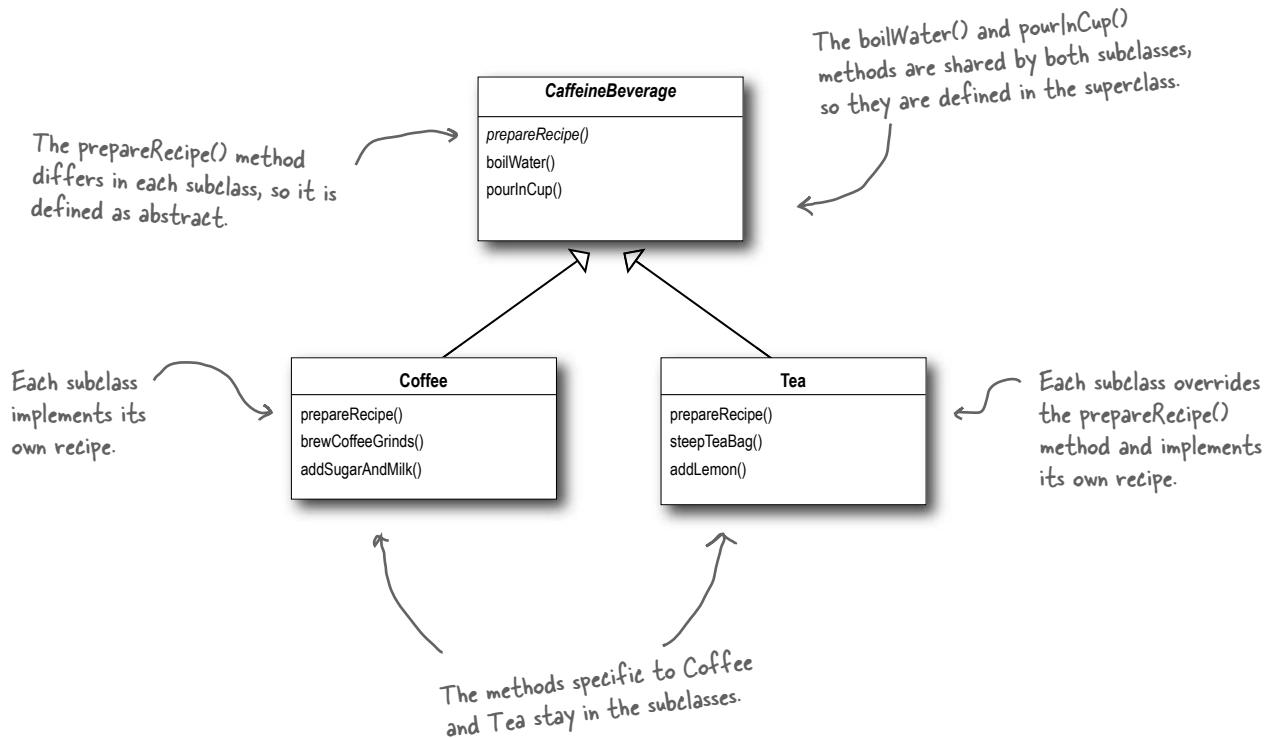 The boilWater() and pourInCup()
methods are shared by both subclasses,
so they are defined in the superclass.
CaffeineBeverage
prepareRecipe()
boilWater()
pourInCup()
The prepareRecipe() method
differs in each subclass, so it is
defined as abstract.
Each subclass
implements its
own recipe.
Coffee
prepareRecipe()
brewCoffeeGrinds()
addSugarAndMilk()
Tea
prepareRecipe()
steepTeaBag()
addLemon()
Each subclass overrides
the prepareRecipe()
method and implements
its own recipe.
The methods specific to Coffee
and Tea stay in the subclasses.